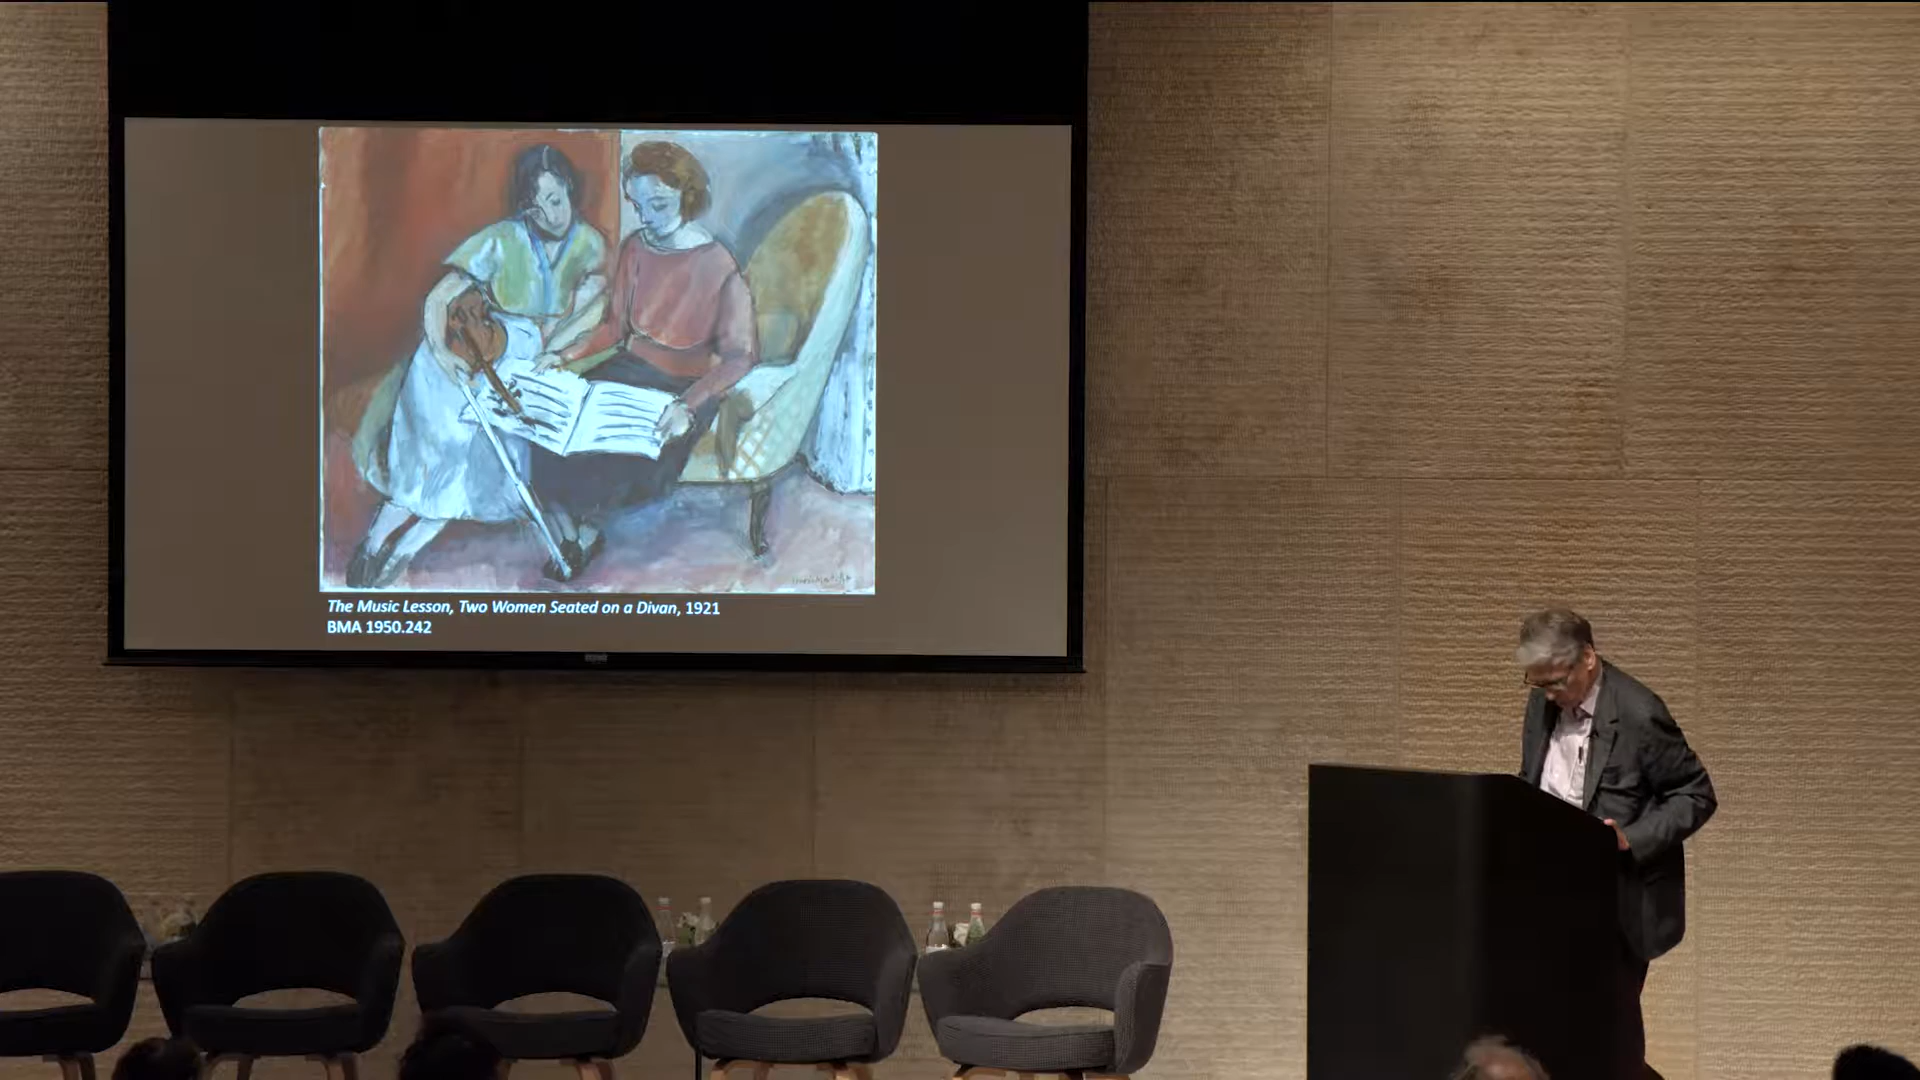 The Music Lesson, Two Women Seated on a Divan, 1921
BMA 1950.242